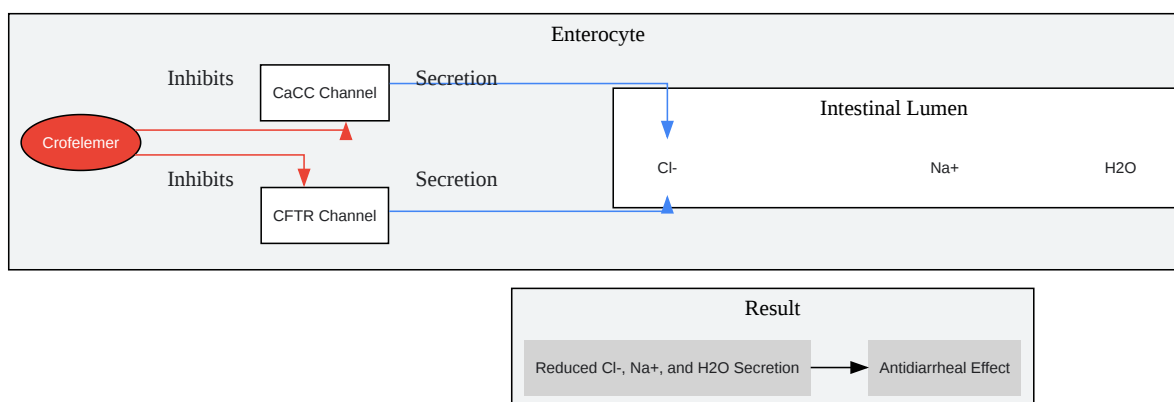 Enterocyte
Inhibits
CaCC Channel
Secretion
Intestinal Lumen
Crofelemer
Cl-
Na+
H2O
Inhibits
Secretion
CFTR Channel
Result
Reduced Cl-, Na+, and H2O Secretion
Antidiarrheal Effect